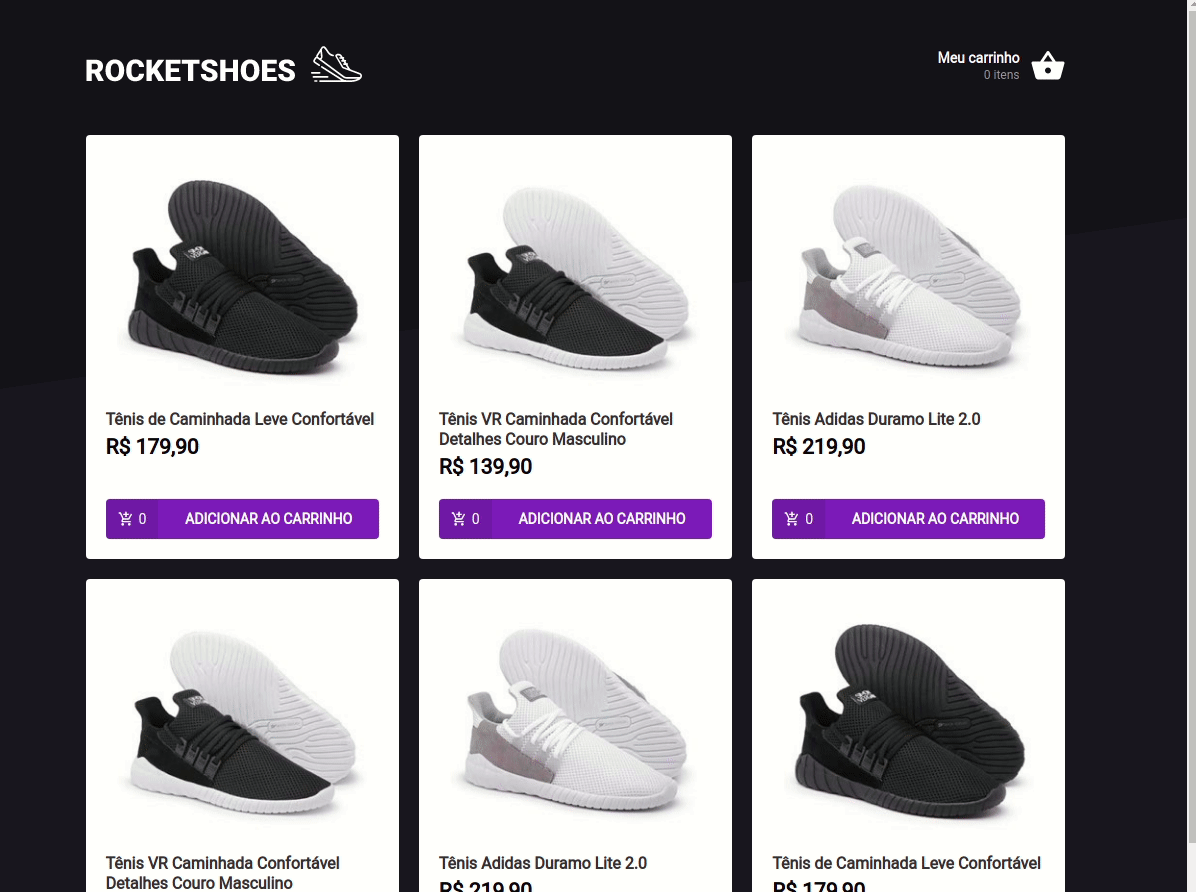 ROCKETSHOES
Meu carrinho
0 itens
Tênis de Caminhada Leve Confortável
R$ 179,90
0 ADICIONAR AO CARRINHO
Tênis VR Caminhada Confortável
Detalhes Couro Masculino
R$ 139,90
0 ADICIONAR AO CARRINHO
Tênis Adidas Duramo Lite 2.0
R$ 219,90
0 ADICIONAR AO CARRINHO
Tênis VR Caminhada Confortável
Detalhes Couro Masculino
Tênis Adidas Duramo Lite 2.0
R$ 219,90
Tênis de Caminhada Leve Confortável
R$ 179,90